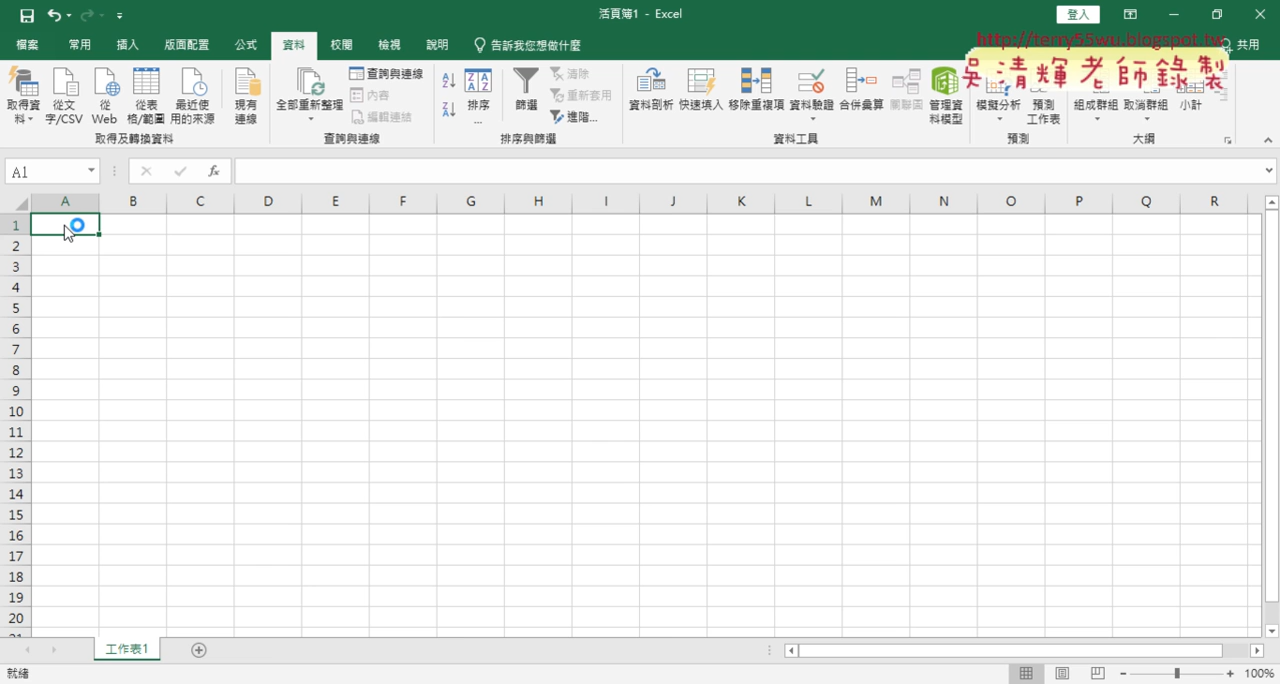 活頁簿1 - Excel
登入
檔案 常用 插入 版面配置 公式 資料 校閱 檢視 說明 告訴我您想做什麼 共用
http://terry55wu.blogspot.tw
吳清輝老師錄製
取得資料 從文字/CSV 從 Web 從表格/範圍 最近使用的來源 現有連線
取得及轉換資料
全部重新整理 查詢與連線 內容 編輯連結
查詢與連線
排序 篩選 清除 重新套用 進階...
排序與篩選
資料剖析 快速填入 移除重複項 資料驗證 合併彙算 關聯圖 管理資料模型
資料工具
模擬分析 預測工作表
預測
組成群組 取消群組 小計
大綱
A1 fx
A B C D E F G H I J K L M N O P Q R
1
2
3
4
5
6
7
8
9
10
11
12
13
14
15
16
17
18
19
20
工作表1
就緒 100%